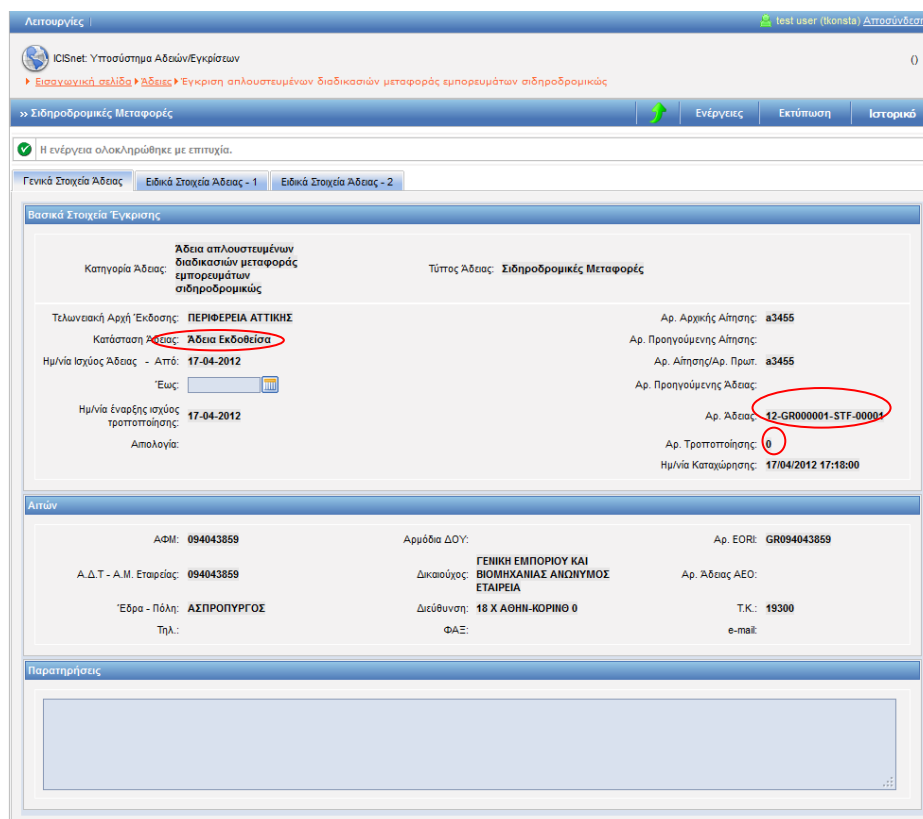 Λειτουργίες
test user (tkonsta) Αποσύνδεση
ICISnet: Υποσύστημα Αδειών/Εγκρίσεων
()
Εισαγωγική σελίδα Άδειες Έγκριση απλουστευμένων διαδικασιών μεταφοράς εμπορευμάτων σιδηροδρομικώς
» Σιδηροδρομικές Μεταφορές Ενέργειες Εκτύπωση Ιστορικό
Η ενέργεια ολοκληρώθηκε με επιτυχία.
Γενικά Στοιχεία Άδειας Ειδικά Στοιχεία Άδειας - 1 Ειδικά Στοιχεία Άδειας - 2
Βασικά Στοιχεία Έγκρισης
Κατηγορία Άδειας: Άδεια απλουστευμένων
διαδικασιών μεταφοράς
εμπορευμάτων
σιδηροδρομικώς
Τύπος Άδειας: Σιδηροδρομικές Μεταφορές
Τελωνειακή Αρχή Έκδοσης: ΠΕΡΙΦΕΡΕΙΑ ΑΤΤΙΚΗΣ Αρ. Αρχικής Αίτησης: a3455
Κατάσταση Άδειας: Άδεια Εκδοθείσα Αρ. Προηγούμενης Αίτησης:
Ημ/νία Ισχύος Άδειας - Από: 17-04-2012 Αρ. Αίτησης/Αρ. Πρωτ. a3455
Έως: Αρ. Προηγούμενης Άδειας:
Ημ/νία έναρξης ισχύος
τροποποίησης: 17-04-2012 Αρ. Άδειας: 12-GR000001-STF-00001
Αιτιολογία: Αρ. Τροποποίησης: 0
Ημ/νία Καταχώρησης: 17/04/2012 17:18:00
Αιτών
ΑΦΜ: 094043859 Αρμόδια ΔΟΥ: Αρ. EORI: GR094043859
Α.Δ.Τ - Α.Μ. Εταιρείας: 094043859 Δικαιούχος: ΓΕΝΙΚΗ ΕΜΠΟΡΙΟΥ ΚΑΙ
ΒΙΟΜΗΧΑΝΙΑΣ ΑΝΩΝΥΜΟΣ
ΕΤΑΙΡΕΙΑ
Αρ. Άδειας ΑΕΟ:
Έδρα - Πόλη: ΑΣΠΡΟΠΥΡΓΟΣ Διεύθυνση: 18 Χ ΑΘΗΝ-ΚΟΡΙΝΘ 0 Τ.Κ.: 19300
Τηλ.: ΦΑΞ: e-mail:
Παρατηρήσεις